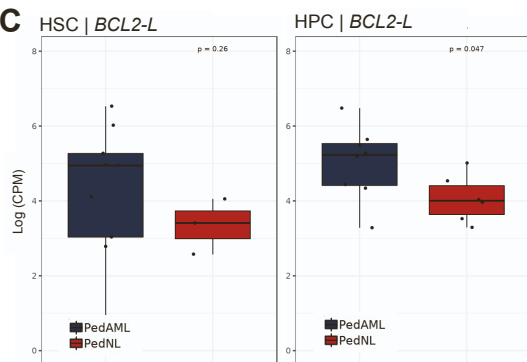 C
HSC | BCL2-L
HPC | BCL2-L
p = 0.26
p = 0.047
8
6
4
2
0
Log (CPM)
PedAML
PedNL
8
6
4
2
0
PedAML
PedNL